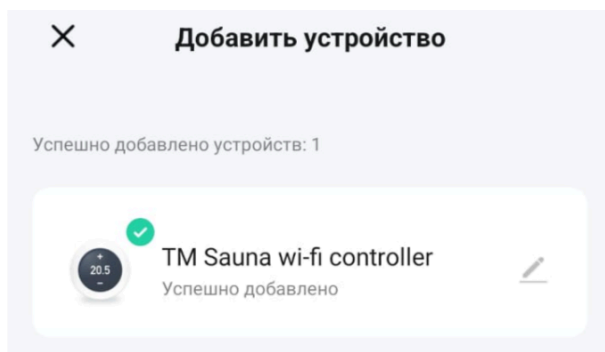 Добавить устройство
Успешно добавлено устройств: 1
TM Sauna wi-fi controller
Успешно добавлено
+
20.5
−